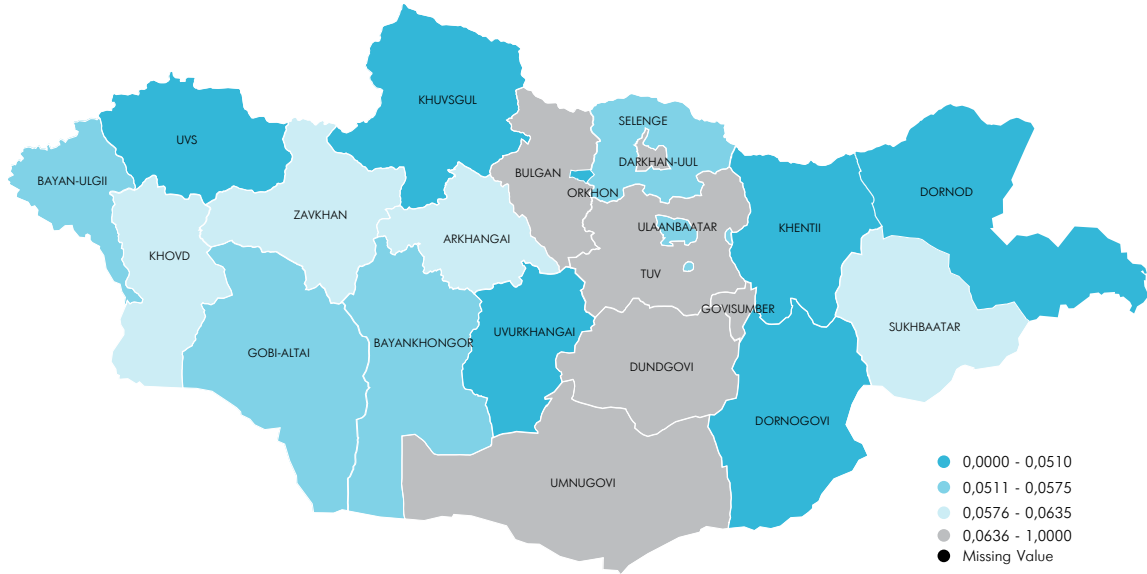 KHUVSGUL
SELENGE
UVS
DARKHAN-UUL
BULGAN
BAYAN-ULGII
ORKHON
DORNOD
ZAVKHAN
ULAANBAATAR
KHENTII
ARKHANGAI
KHOVD
TUV
GOVISUMBER
SUKHBAATAR
UVURKHANGAI
BAYANKHONGOR
GOBI-ALTAI
DUNDGOVI
DORNOGOVI
UMNUGOVI
0,0000 - 0,0510
0,0511 - 0,0575
0,0576 - 0,0635
0,0636 - 1,0000
Missing Value